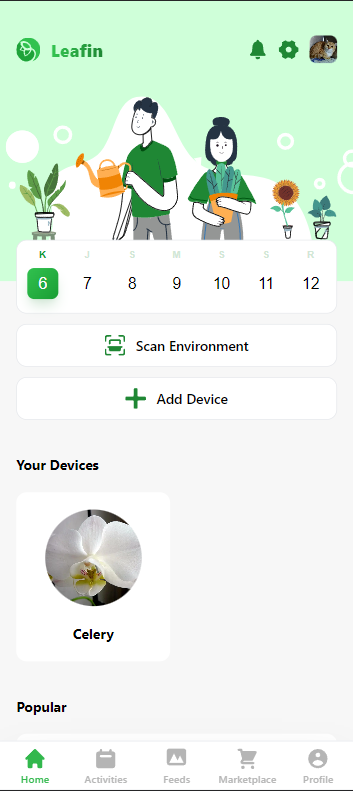 Leafin
K J S M S S R
6 7 8 9 10 11 12
Scan Environment
Add Device
Your Devices
Celery
Popular
Home Activities Feeds Marketplace Profile